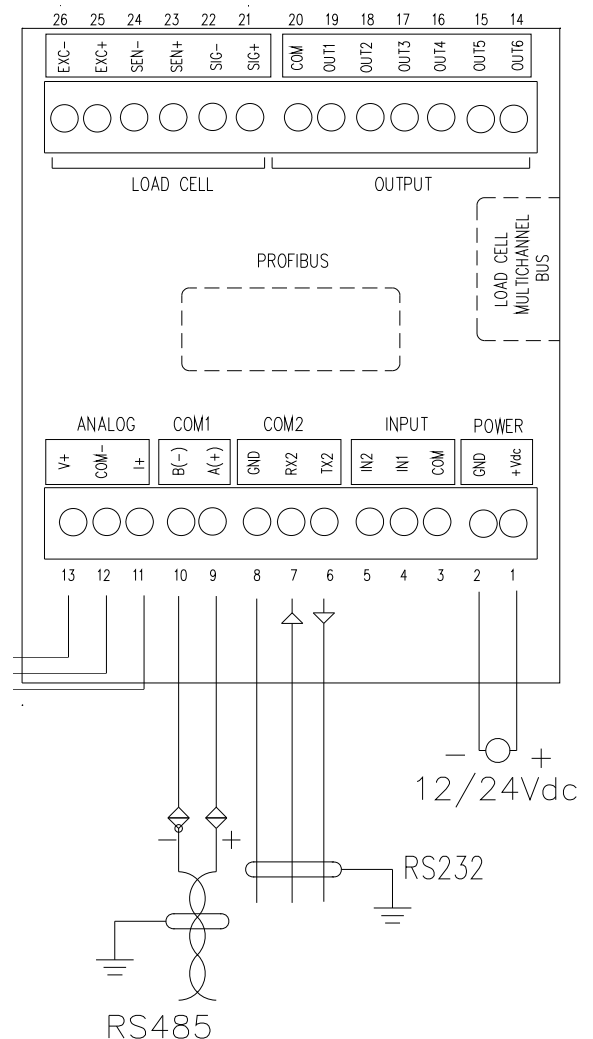 26 25 24 23 22 21 20 19 18 17 16 15 14
EXC- EXC+ SEN- SEN+ SIG- SIG+ COM OUT1 OUT2 OUT3 OUT4 OUT5 OUT6
LOAD CELL OUTPUT
LOAD CELL
MULTICHANNEL
BUS
PROFIBUS
ANALOG COM1 COM2 INPUT POWER
V+ COM- I+ B(-) A(+) GND RX2 TX2 IN2 IN1 COM GND +Vdc
13 12 11 10 9 8 7 6 5 4 3 2 1
- +
12/24Vdc
- +
RS232
RS485